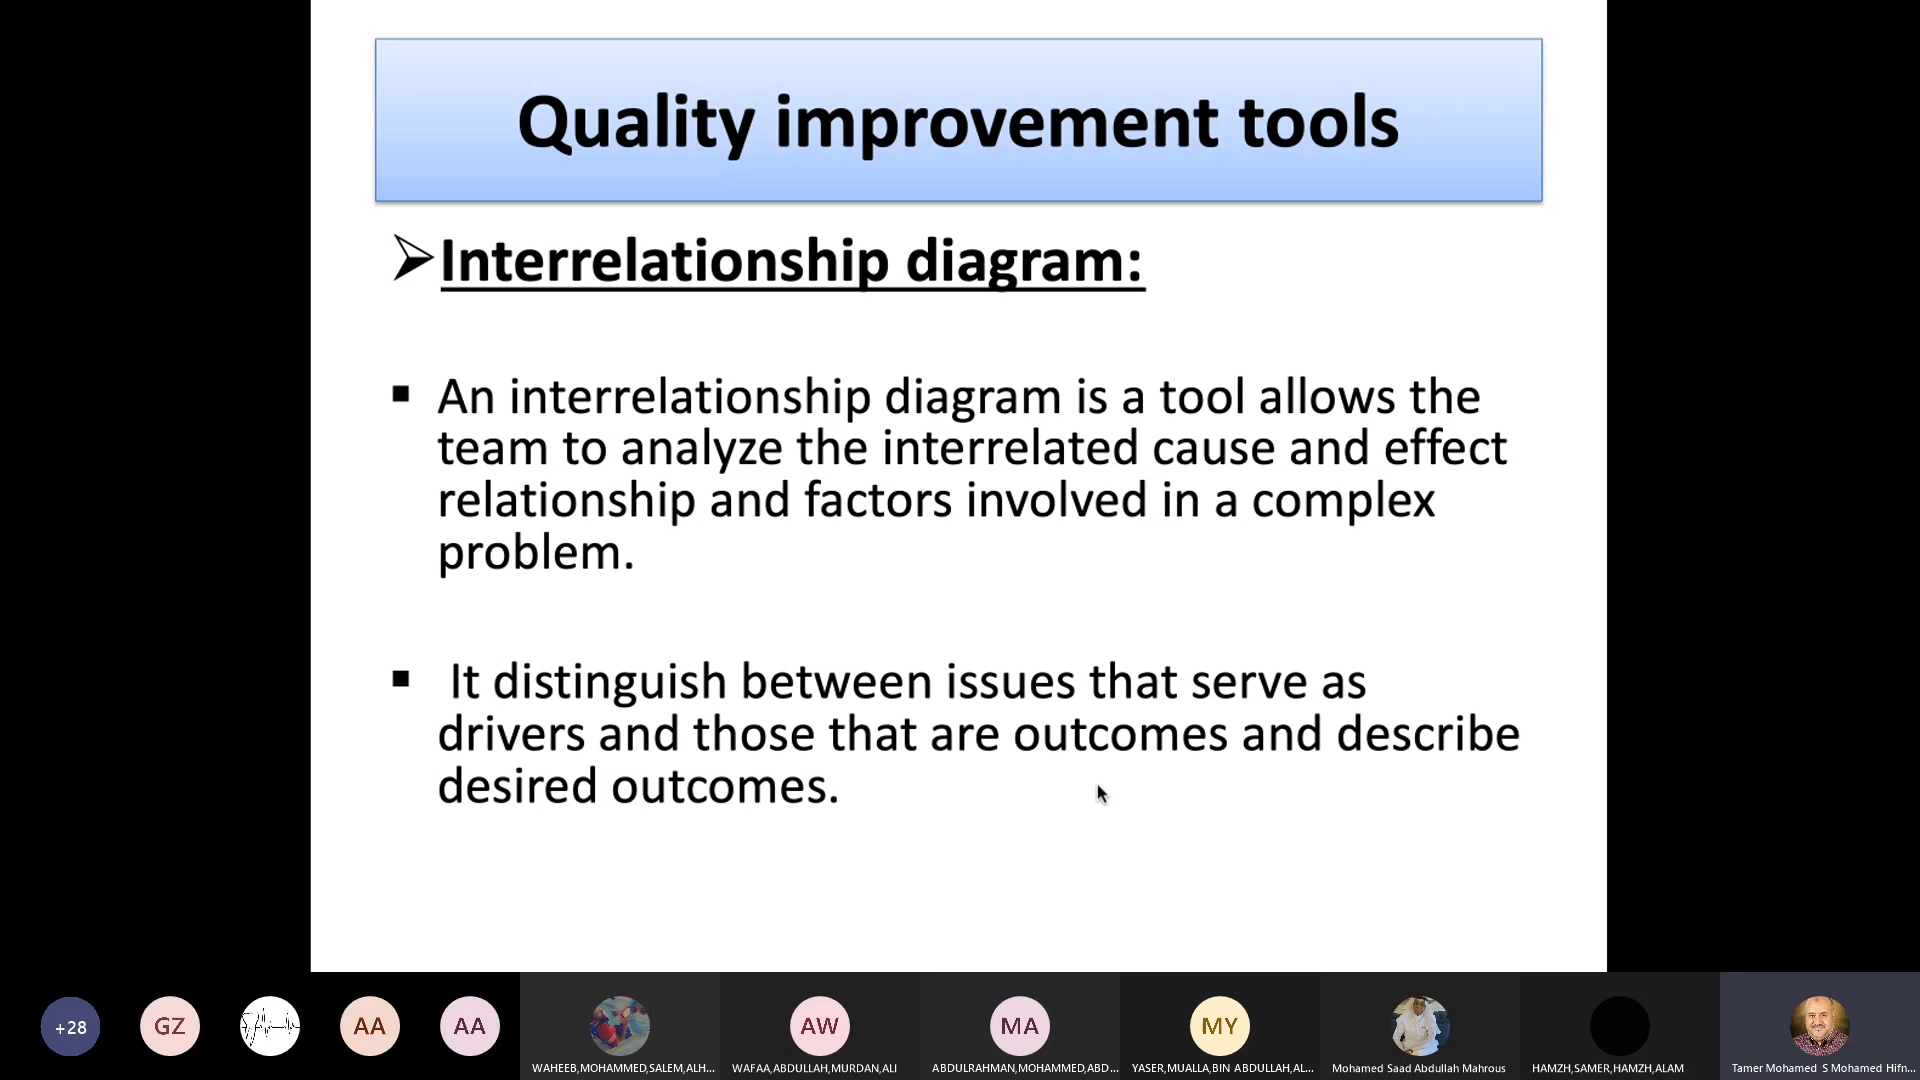 Quality improvement tools
➢Interrelationship diagram:
▪ An interrelationship diagram is a tool allows the
team to analyze the interrelated cause and effect
relationship and factors involved in a complex
problem.
▪ It distinguish between issues that serve as
drivers and those that are outcomes and describe
desired outcomes.
+28
GZ
AA
AA
AW
MA
MY
WAHEEB,MOHAMMED,SALEM,ALH...
WAFAA,ABDULLAH,MURDAN,ALI
ABDULRAHMAN,MOHAMMED,ABD...
YASER,MUALLA,BIN ABDULLAH,AL...
Mohamed Saad Abdullah Mahrous
HAMZH,SAMER,HAMZH,ALAM
Tamer Mohamed S Mohamed Hifn...